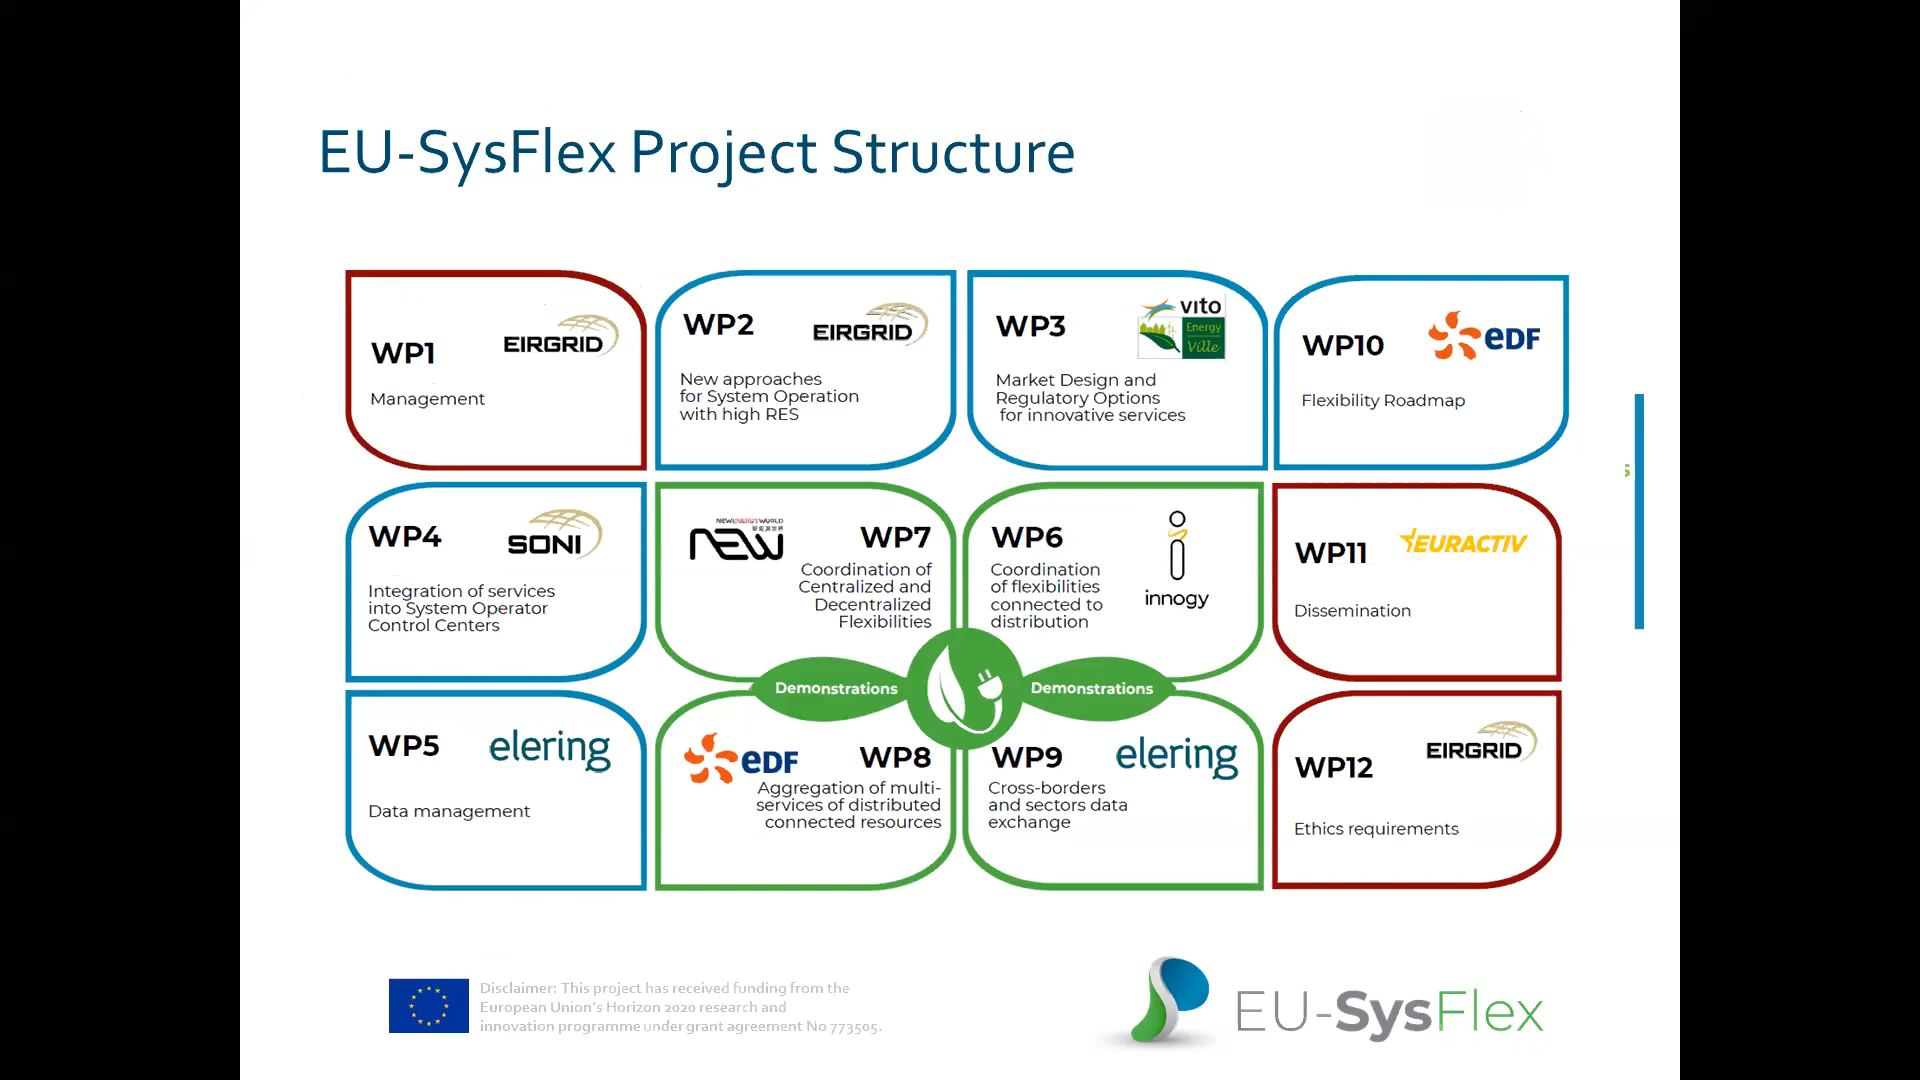 EU-SysFlex Project Structure
WP1
EIRGRID
Management
WP2
EIRGRID
New approaches
for System Operation
with high RES
WP3
vito
Energy
Ville
Market Design and
Regulatory Options
for innovative services
WP10
eDF
Flexibility Roadmap
WP4
SONI
Integration of services
into System Operator
Control Centers
NEWENERGYWORLD
new
WP7
Coordination of
Centralized and
Decentralized
Flexibilities
WP6
innogy
Coordination
of flexibilities
connected to
distribution
WP11
EURACTIV
Dissemination
Demonstrations
Demonstrations
WP5
elering
Data management
eDF
WP8
Aggregation of multi-
services of distributed
connected resources
WP9
elering
Cross-borders
and sectors data
exchange
WP12
EIRGRID
Ethics requirements
s
Disclaimer: This project has received funding from the
European Union's Horizon 2020 research and
innovation programme under grant agreement No 773505.
EU-SysFlex